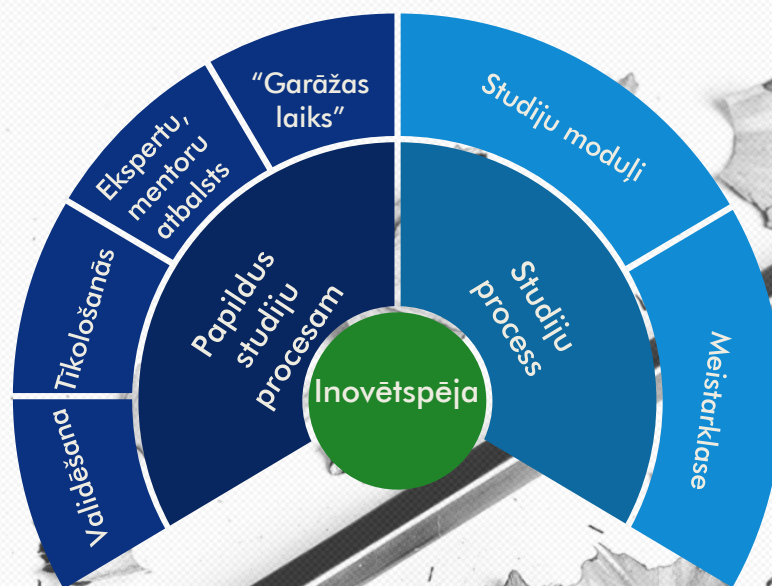 “Garāžas
laiks”
Studiju moduļi
Ekspertu,
mentoru
atbalsts
Tīkološanās
Validēšana
Papildus
studiju
procesam
Studiju
process
Meistarklase
Inovētspēja